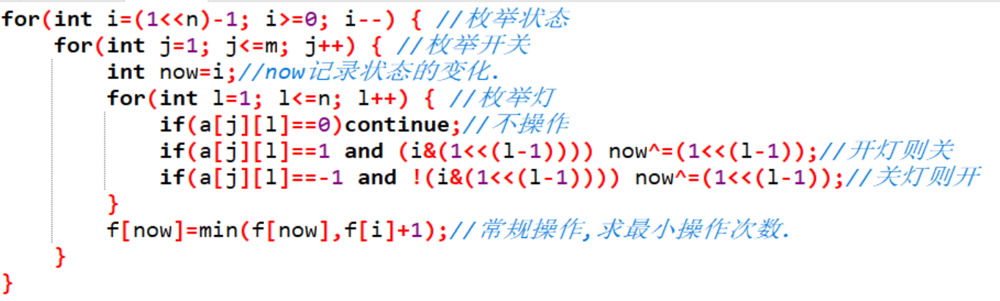 for(int i=(1<<n)-1; i>=0; i--) { //枚举状态
    for(int j=1; j<=m; j++) { //枚举开关
        int now=i;//now记录状态的变化.
        for(int l=1; l<=n; l++) { //枚举灯
            if(a[j][l]==0)continue;//不操作
            if(a[j][l]==1 and (i&(1<<(l-1)))) now^=(1<<(l-1));//开灯则关
            if(a[j][l]==-1 and !(i&(1<<(l-1)))) now^=(1<<(l-1));//关灯则开
        }
        f[now]=min(f[now],f[i]+1);//常规操作,求最小操作次数.
    }
}